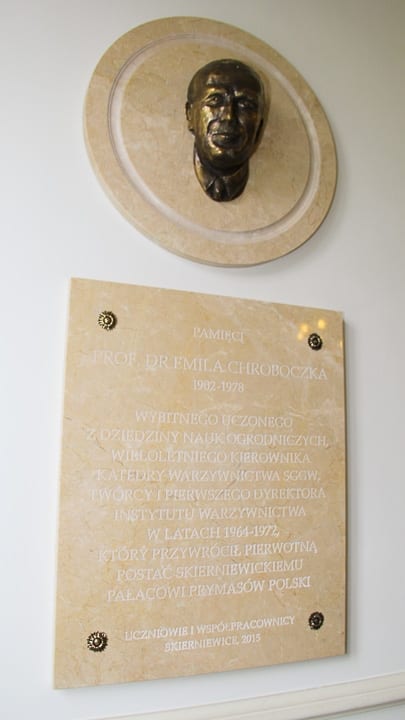 PAMIĘCI
PROF. DR EMILA CHROBOCZKA
1902-1978
WYBITNEGO UCZONEGO
Z DZIEDZINY NAUK OGRODNICZYCH,
WIELOLETNIEGO KIEROWNIKA
KATEDRY WARZYWNICTWA SGGW,
TWÓRCY I PIERWSZEGO DYREKTORA
INSTYTUTU WARZYWNICTWA
W LATACH 1964-1972,
KTÓRY PRZYWRÓCIŁ PIERWOTNĄ
POSTAĆ SKIERNIEWICKIEMU
PAŁACOWI PRYMASÓW POLSKI
UCZNIOWIE I WSPÓŁPRACOWNICY
SKIERNIEWICE, 2015